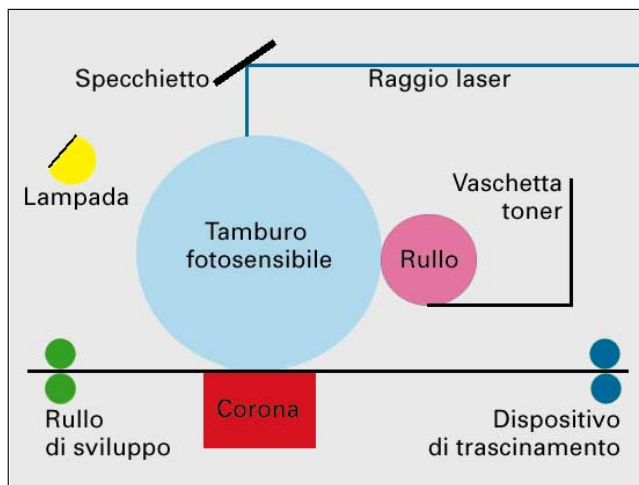 Specchietto
Raggio laser
Lampada
Vaschetta
toner
Tamburo
fotosensibile
Rullo
Rullo
di sviluppo
Corona
Dispositivo
di trascinamento